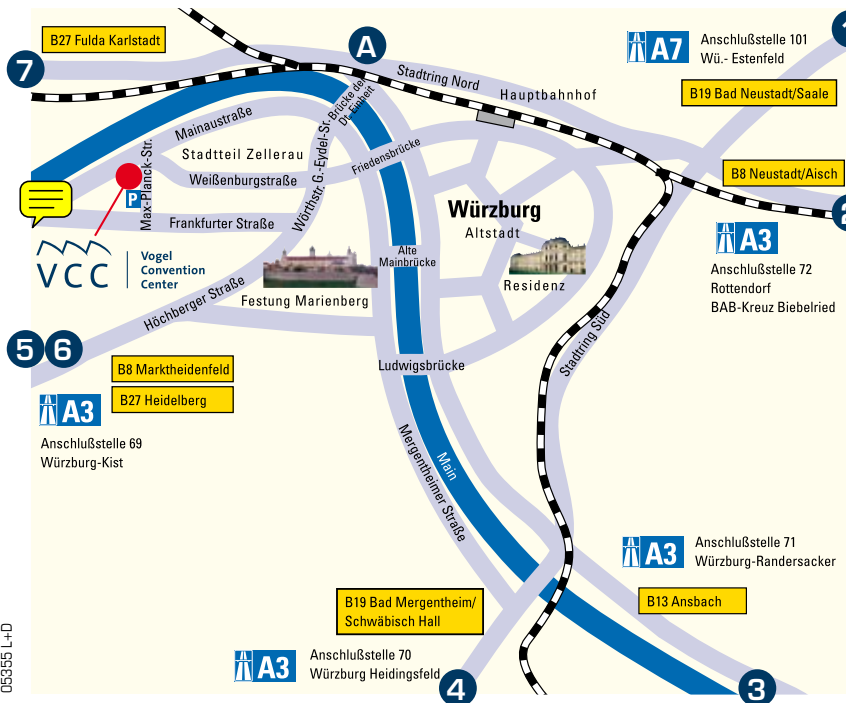 B27 Fulda Karlstadt
7
A
Stadtring Nord
Hauptbahnhof
A7
Anschlußstelle 101
Wü.- Estenfeld
1
B19 Bad Neustadt/Saale
B8 Neustadt/Aisch
2
A3
Anschlußstelle 72
Rottendorf
BAB-Kreuz Biebelried
Brücke der
Dt. Einheit
Mainaustraße
Stadtteil Zellerau
Weißenburgstraße
Max-Planck-Str.
P
Wörthstr. G.-Eydel-Str.
Friedensbrücke
Frankfurter Straße
VCC
Vogel
Convention
Center
Würzburg
Altstadt
Residenz
Alte
Mainbrücke
Festung Marienberg
Höchberger Straße
5
6
B8 Marktheidenfeld
B27 Heidelberg
A3
Anschlußstelle 69
Würzburg-Kist
Ludwigsbrücke
Stadtring Süd
Main
Mergentheimer Straße
A3
Anschlußstelle 71
Würzburg-Randersacker
B13 Ansbach
B19 Bad Mergentheim/
Schwäbisch Hall
A3
Anschlußstelle 70
Würzburg Heidingsfeld
4
3
05355 L+D